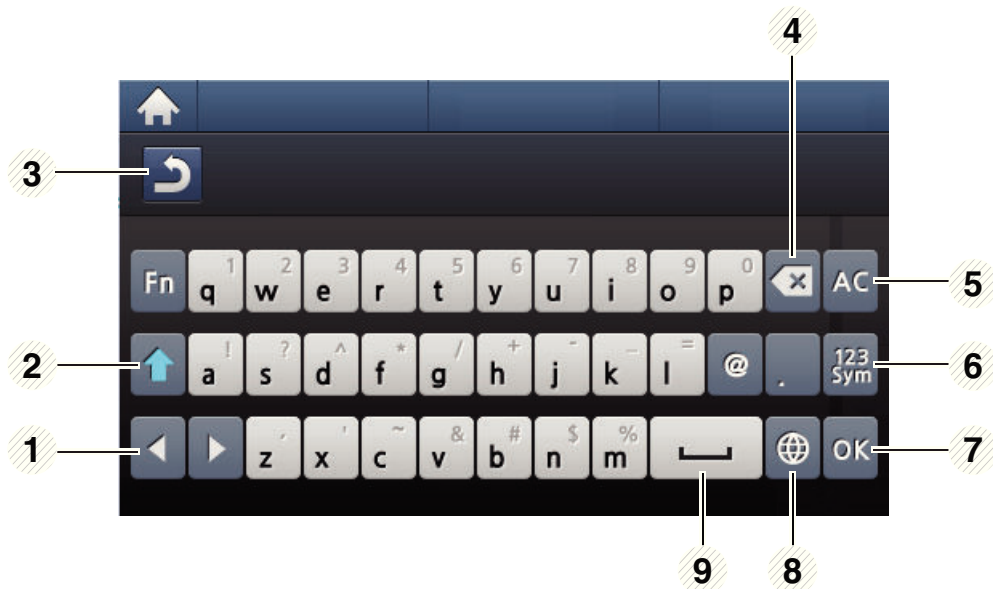 4
3
Fn q 1 w 2 e 3 r 4 t 5 y 6 u 7 i 8 o 9 p 0 AC 5
2 a ! s ? d ^ f * g / h + j - k _ l = @ . 123 Sym 6
1 z ´ x ' c ~ v & b # n $ m % OK 7
9 8